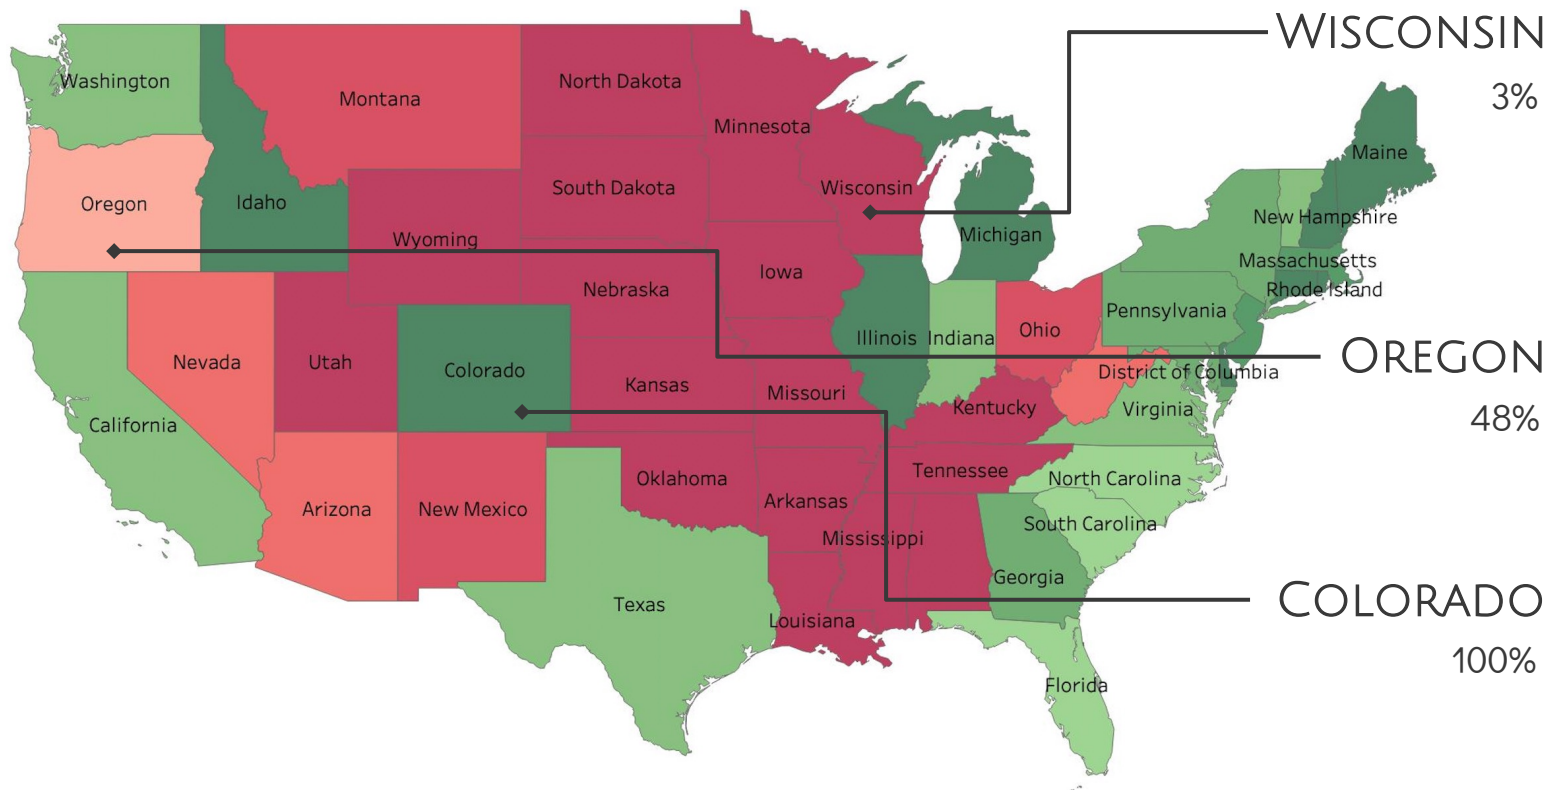 WISCONSIN
3%
Washington
Montana
North Dakota
Minnesota
Maine
Oregon
Idaho
South Dakota
Wisconsin
Wyoming
Michigan
New Hampshire
Iowa
Massachusetts
Nebraska
Rhode Island
Pennsylvania
Nevada
Utah
Colorado
Illinois
Indiana
Ohio
OREGON
48%
District of Columbia
Kansas
Missouri
Kentucky
Virginia
California
Arizona
New Mexico
Oklahoma
Arkansas
Tennessee
North Carolina
South Carolina
Mississippi
Georgia
COLORADO
100%
Texas
Louisiana
Florida